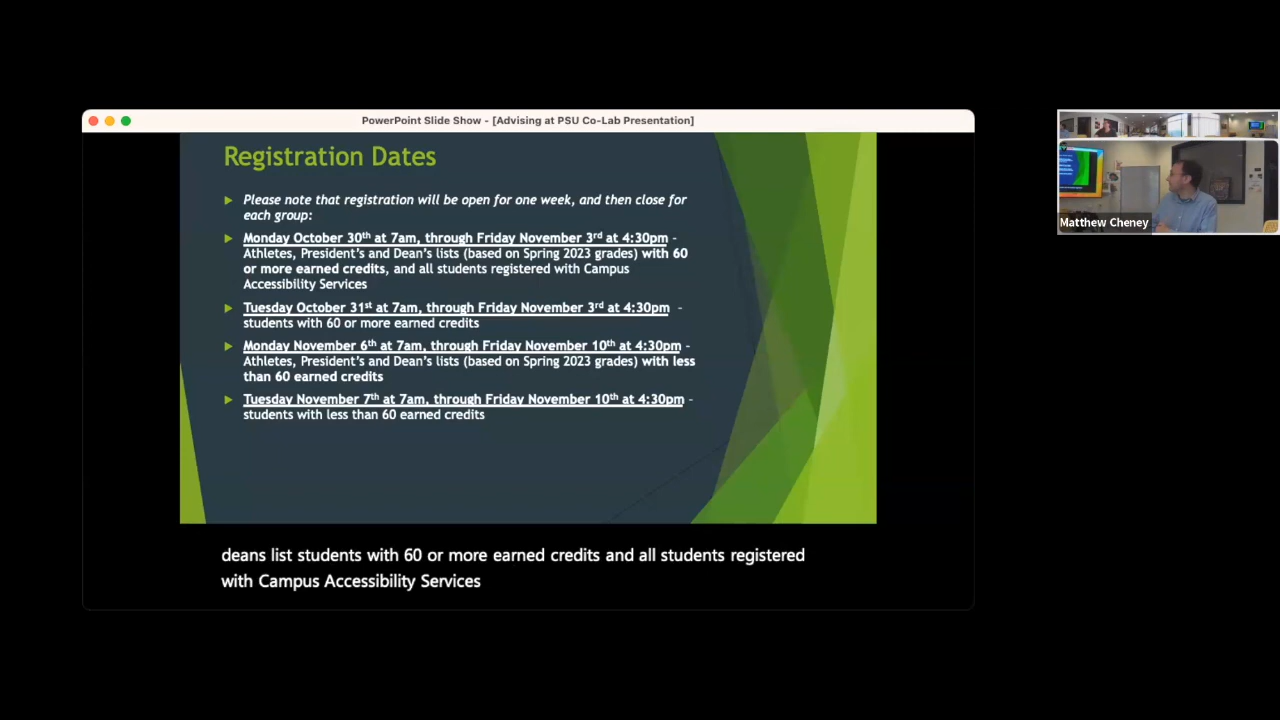 PowerPoint Slide Show - [Advising at PSU Co-Lab Presentation]
Registration Dates
Please note that registration will be open for one week, and then close for
each group:
Monday October 30th at 7am, through Friday November 3rd at 4:30pm -
Athletes, President's and Dean's lists (based on Spring 2023 grades) with 60
or more earned credits, and all students registered with Campus
Accessibility Services
Tuesday October 31st at 7am, through Friday November 3rd at 4:30pm -
students with 60 or more earned credits
Monday November 6th at 7am, through Friday November 10th at 4:30pm -
Athletes, President's and Dean's lists (based on Spring 2023 grades) with less
than 60 earned credits
Tuesday November 7th at 7am, through Friday November 10th at 4:30pm -
students with less than 60 earned credits
deans list students with 60 or more earned credits and all students registered
with Campus Accessibility Services
Matthew Cheney